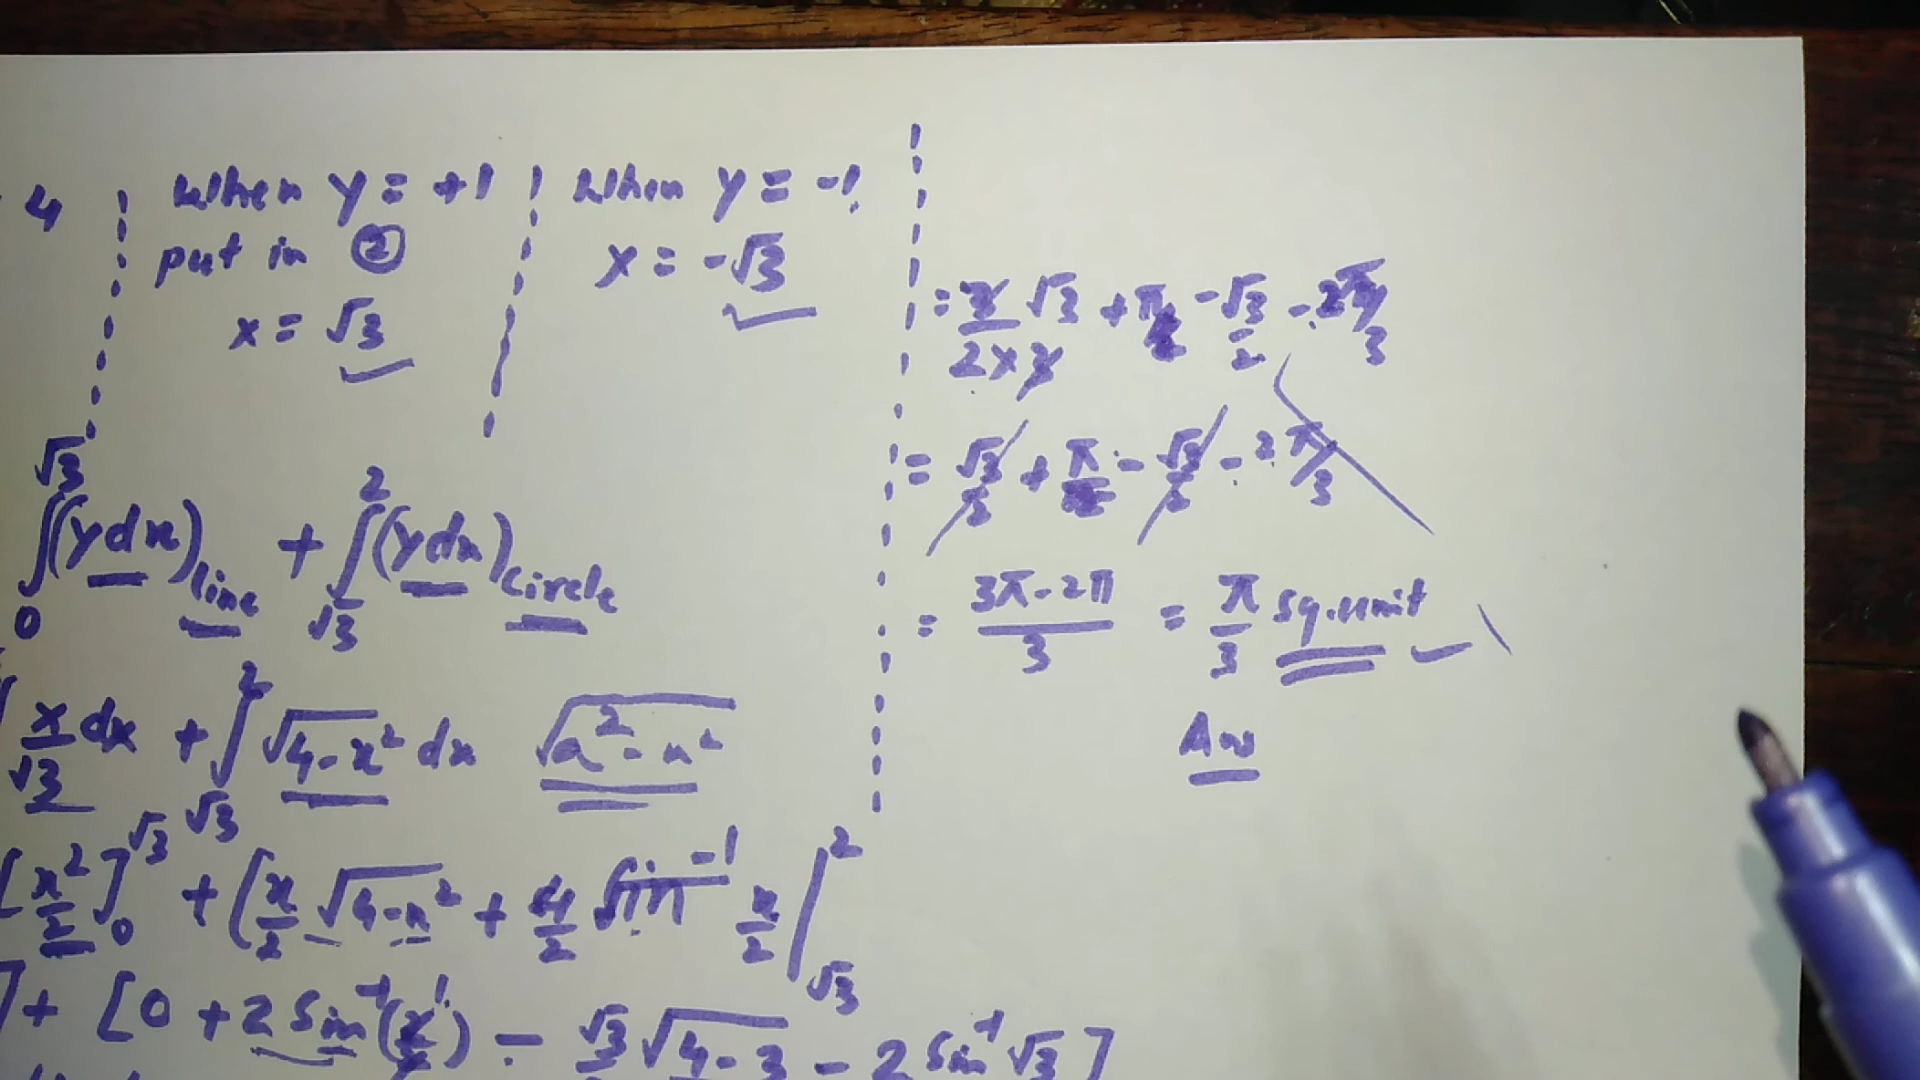 4
when y = +1
put in ②
x = √3
when y = -1
x = -√3
∫₀^√3 (ydx)line + ∫_√3^2 (ydx)circle
x/√3 dx + ∫_√3^2 √4-x² dx √a²-x²
[x²/2]₀^√3 + [x/2 √4-x² + 4/2 sin⁻¹ x/2]_√3^2
] + [0 + 2 sin⁻¹( ) - √3 √4-3 - 2 sin⁻¹ √3 ]
= 3√3/2×3 + π - √3/2 - 2π/3
= √3/2 + π - √3/2 - 2π/3
= 3π-2π/3 = π/3 sq.unit
Ans